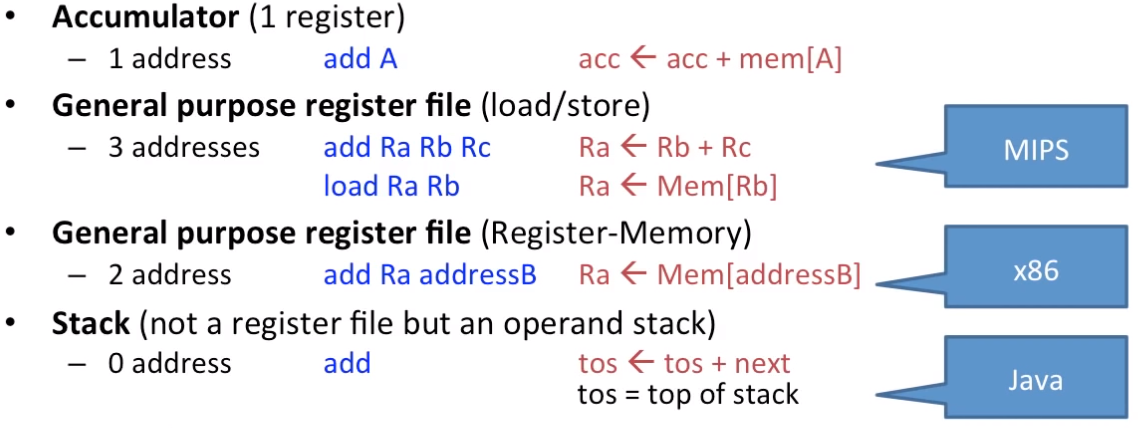 • Accumulator (1 register)
– 1 address add A acc ← acc + mem[A]
• General purpose register file (load/store)
– 3 addresses add Ra Rb Rc Ra ← Rb + Rc
load Ra Rb Ra ← Mem[Rb]
MIPS
• General purpose register file (Register-Memory)
– 2 address add Ra addressB Ra ← Mem[addressB]
x86
• Stack (not a register file but an operand stack)
– 0 address add tos ← tos + next
tos = top of stack
Java